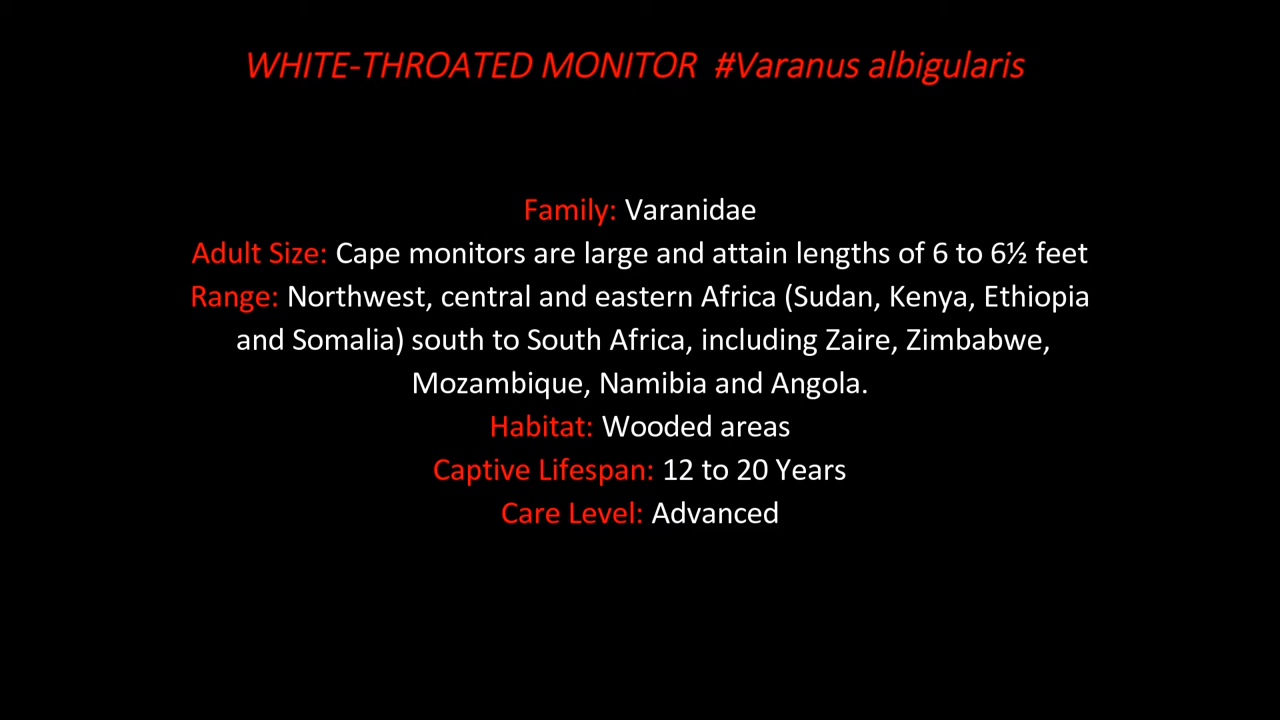 WHITE-THROATED MONITOR #Varanus albigularis
Family: Varanidae
Adult Size: Cape monitors are large and attain lengths of 6 to 6½ feet
Range: Northwest, central and eastern Africa (Sudan, Kenya, Ethiopia
and Somalia) south to South Africa, including Zaire, Zimbabwe,
Mozambique, Namibia and Angola.
Habitat: Wooded areas
Captive Lifespan: 12 to 20 Years
Care Level: Advanced